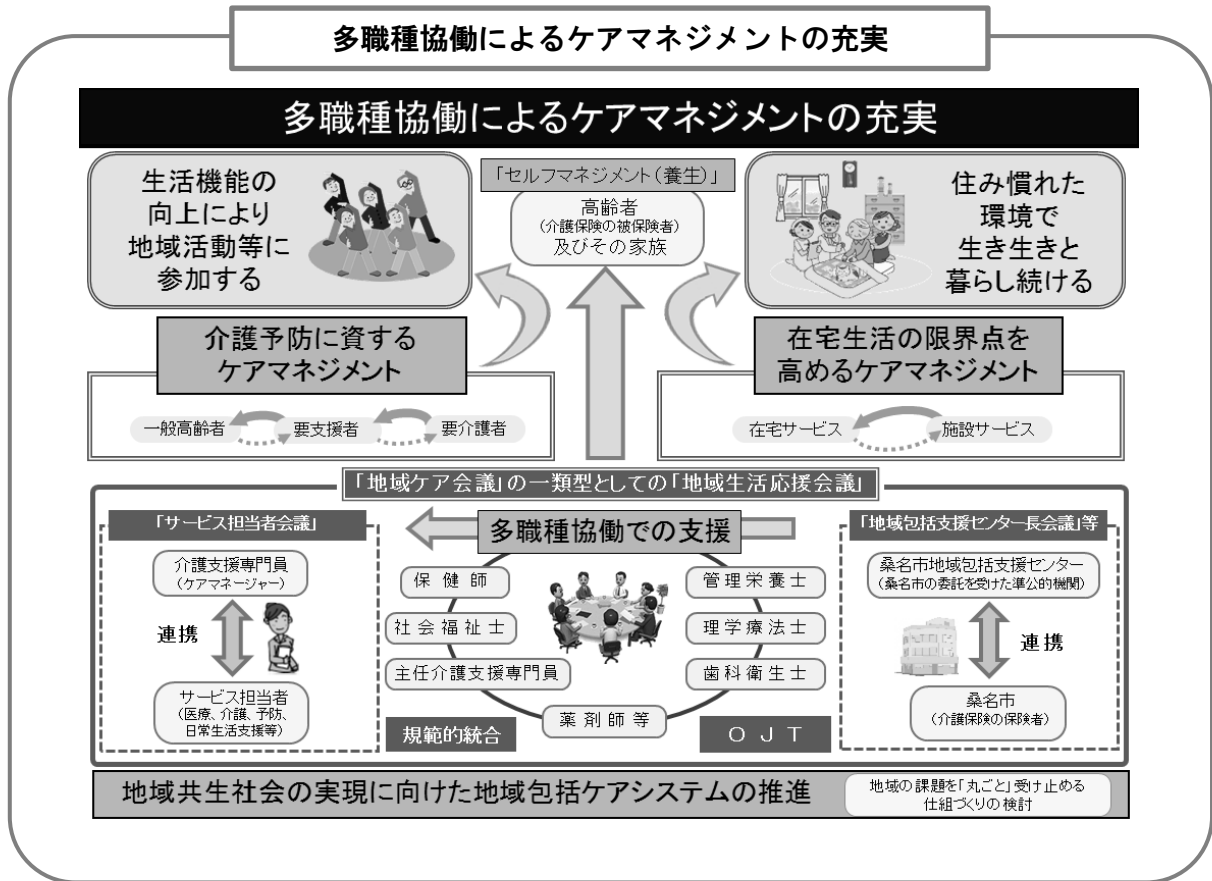 多職種協働によるケアマネジメントの充実
多職種協働によるケアマネジメントの充実
生活機能の
向上により
地域活動等に
参加する
「セルフマネジメント(養生)」
高齢者
(介護保険の被保険者)
及びその家族
住み慣れた
環境で
生き生きと
暮らし続ける
介護予防に資する
ケアマネジメント
在宅生活の限界点を
高めるケアマネジメント
一般高齢者
要支援者
要介護者
在宅サービス
施設サービス
「地域ケア会議」の一類型としての「地域生活応援会議」
「サービス担当者会議」
介護支援専門員
(ケアマネージャー)
連携
サービス担当者
(医療、介護、予防、
日常生活支援等)
多職種協働での支援
保健師
社会福祉士
主任介護支援専門員
管理栄養士
理学療法士
歯科衛生士
薬剤師等
規範的統合
OJT
「地域包括支援センター長会議」等
桑名市地域包括支援センター
(桑名市の委託を受けた準公的機関)
連携
桑名市
(介護保険の保険者)
地域共生社会の実現に向けた地域包括ケアシステムの推進
地域の課題を「丸ごと」受け止める
仕組づくりの検討